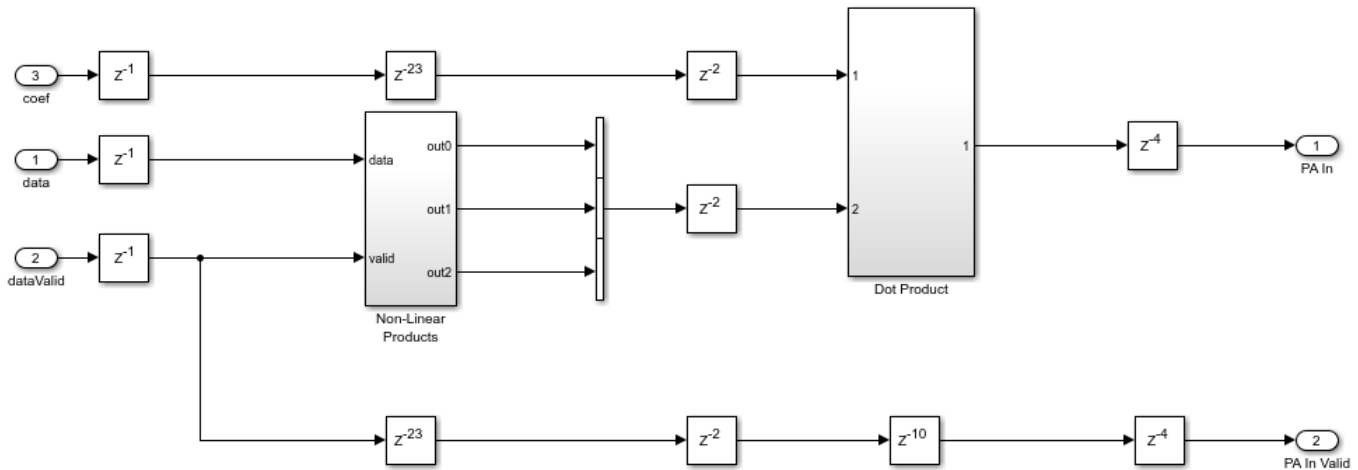 3
coef
z-1
z-23
z-2
1
1
data
z-1
data
out0
out1
out2
valid
Non-Linear
Products
z-2
2
1
Dot Product
z-4
1
PA In
2
dataValid
z-1
z-23
z-2
z-10
z-4
2
PA In Valid